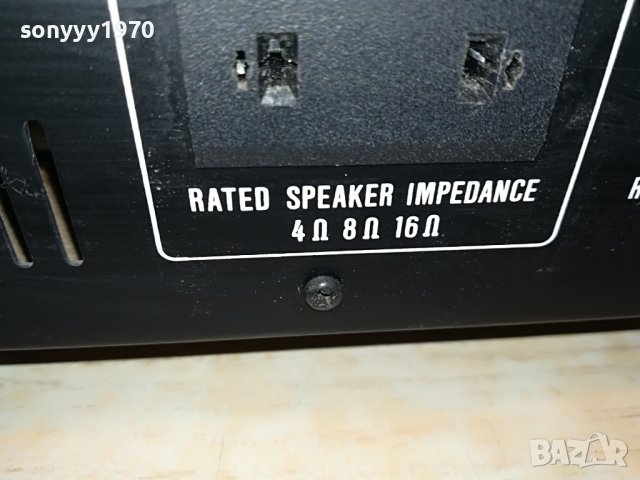 sonyyy1970
RATED SPEAKER IMPEDANCE
4Ω 8Ω 16Ω
BAZAR